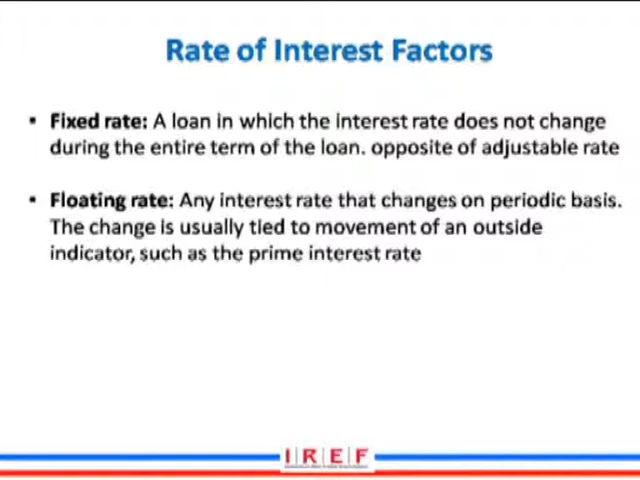 Rate of Interest Factors
▪ Fixed rate: A loan in which the interest rate does not change
during the entire term of the loan. opposite of adjustable rate
▪ Floating rate: Any interest rate that changes on periodic basis.
The change is usually tied to movement of an outside
indicator, such as the prime interest rate
I R E F